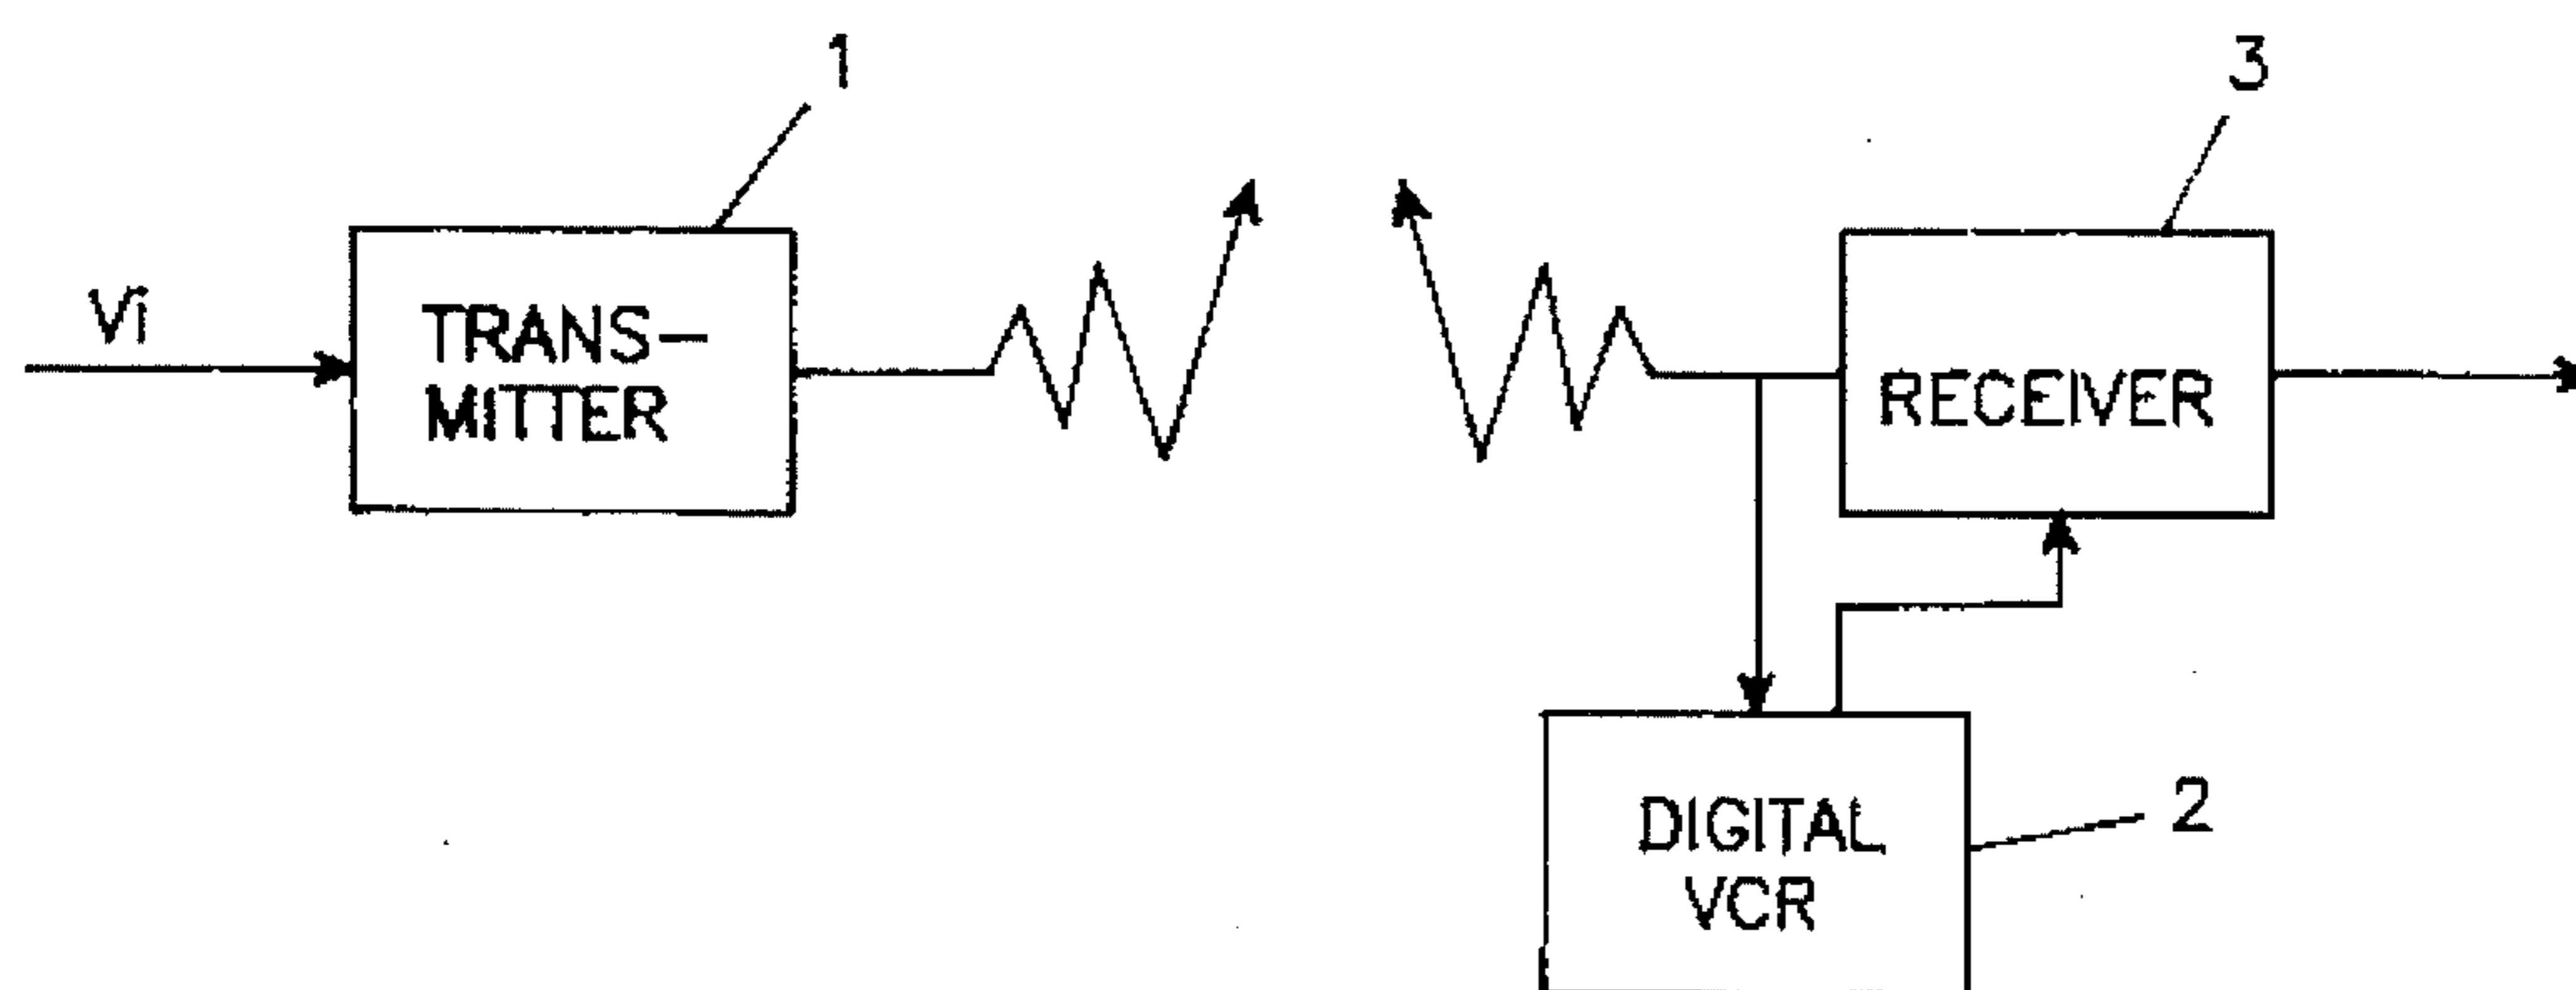 1
3
Vi
TRANS-
MITTER
RECEIVER
DIGITAL
VCR
2